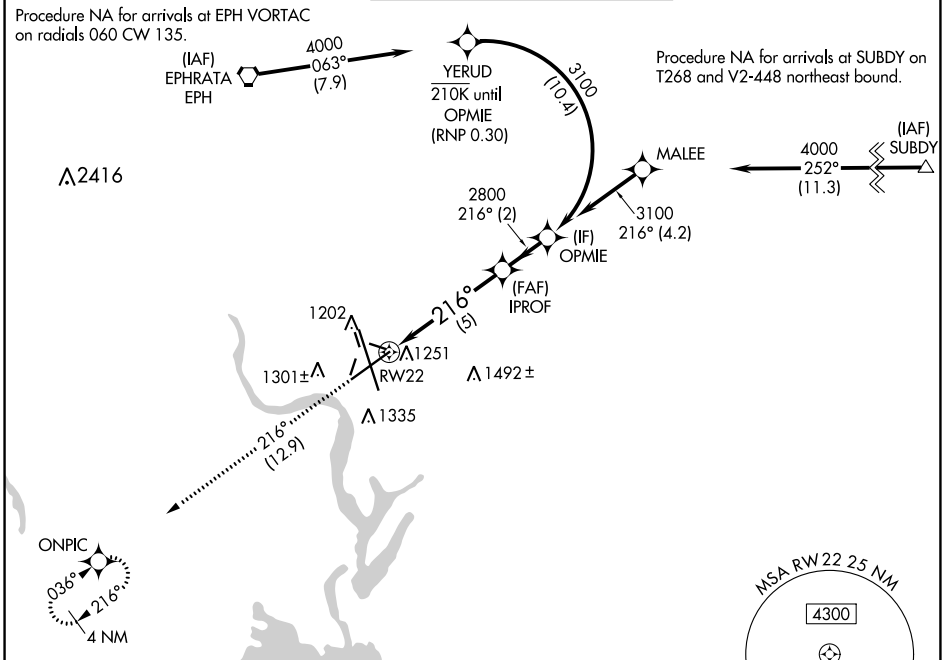 Procedure NA for arrivals at EPH VORTAC
on radials 060 CW 135.
(IAF)
EPHRATA
EPH
4000
063°
(7.9)
YERUD
210K until
OPMIE
(RNP 0.30)
3100
(10.4)
Procedure NA for arrivals at SUBDY on
T268 and V2-448 northeast bound.
(IAF)
SUBDY
4000
252°
(11.3)
MALEE
2416
2800
216° (2)
3100
216° (4.2)
(IF)
OPMIE
(FAF)
IPROF
216°
(5)
1202
1251
RW22
1301±
1492±
1335
216°
(12.9)
ONPIC
036°
216°
4 NM
MSA RW22 25 NM
4300